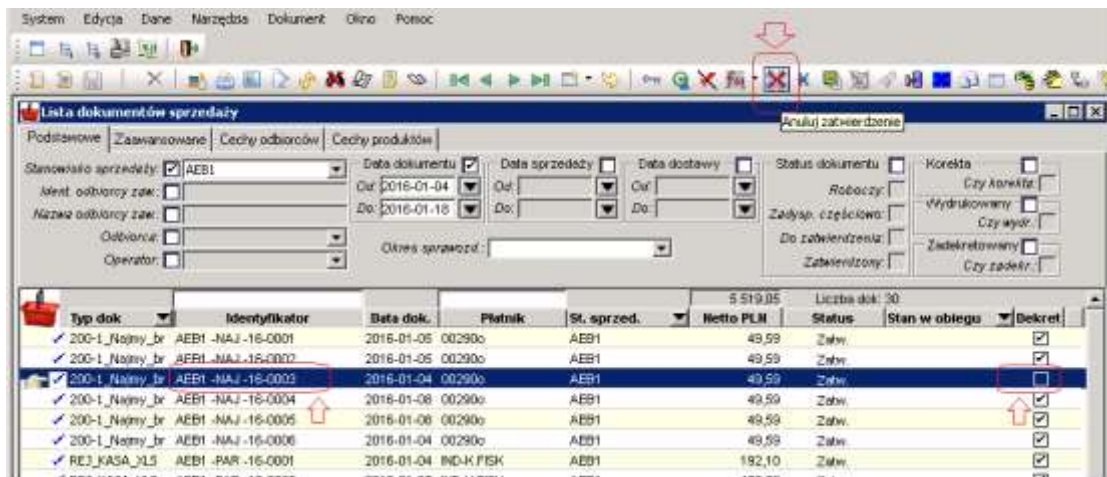 System Edycja Dane Narzędzia Dokument Okno Pomoc
Anuluj zatwierdzenie
Lista dokumentów sprzedaży
Podstawowe Zaawansowane Cechy odbiorców Cechy produktów
Stanowisko sprzedaży: AEB1
Ident. odbiorcy zaw.:
Nazwa odbiorcy zaw.:
Odbiorca:
Operator:
Data dokumentu
Od: 2016-01-04
Do: 2016-01-18
Data sprzedaży
Od:
Do:
Data dostawy
Od:
Do:
Okres sprawozd.:
Status dokumentu
Roboczy:
Zadysp. częściowo:
Do zatwierdzenia:
Zatwierdzony:
Korekta
Czy korekta:
Wydrukowany
Czy wydr.:
Zadekretowany
Czy zadekr.:
5 519,05 Liczba dok: 30
Typ dok Identyfikator Data dok. Płatnik St. sprzed. Netto PLN Status Stan w obiegu Dekret
200-1_Najmy_br AEB1 -NAJ -16-0001 2016-01-05 00290o AEB1 49,59 Zatw.
200-1_Najmy_br AEB1 -NAJ -16-0002 2016-01-05 00290o AEB1 49,59 Zatw.
200-1_Najmy_br AEB1 -NAJ -16-0003 2016-01-04 00290o AEB1 49,59 Zatw.
200-1_Najmy_br AEB1 -NAJ -16-0004 2016-01-08 00290o AEB1 49,59 Zatw.
200-1_Najmy_br AEB1 -NAJ -16-0005 2016-01-08 00290o AEB1 49,59 Zatw.
200-1_Najmy_br AEB1 -NAJ -16-0006 2016-01-04 00290o AEB1 49,59 Zatw.
REJ_KASA_XLS AEB1 -PAR -16-0001 2016-01-04 IND-K.FISK AEB1 192,10 Zatw.